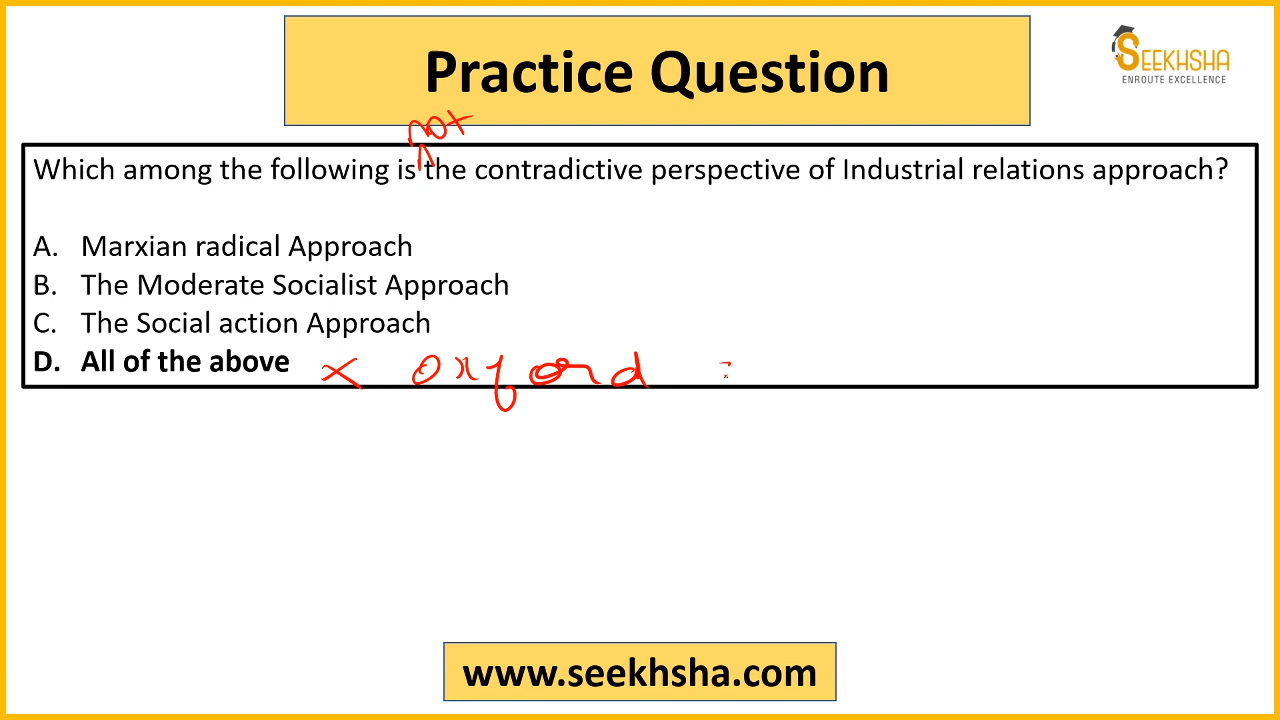 Practice Question
SEEKHSHA
ENROUTE EXCELLENCE
not
Which among the following is the contradictive perspective of Industrial relations approach?
A. Marxian radical Approach
B. The Moderate Socialist Approach
C. The Social action Approach
D. All of the above × oxford
www.seekhsha.com